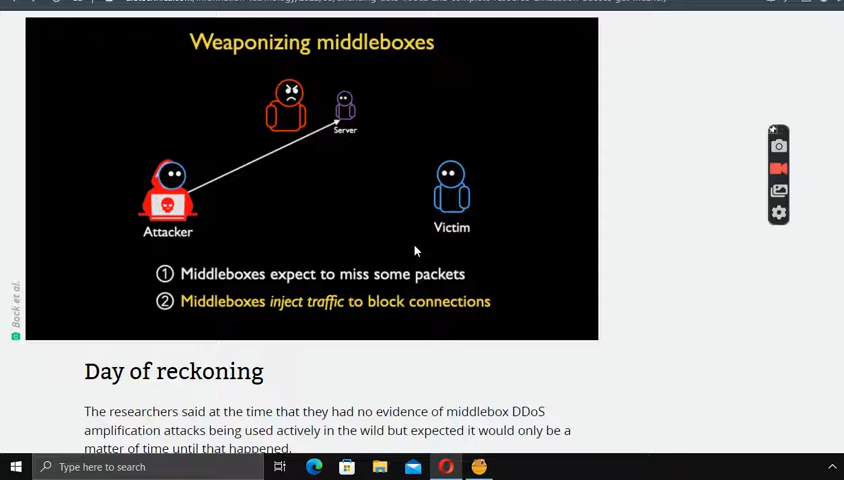 Weaponizing middleboxes
Server
Attacker
Victim
① Middleboxes expect to miss some packets
② Middleboxes inject traffic to block connections
Bock et al.
Day of reckoning
The researchers said at the time that they had no evidence of middlebox DDoS
amplification attacks being used actively in the wild but expected it would only be a
matter of time until that happened.
Type here to search